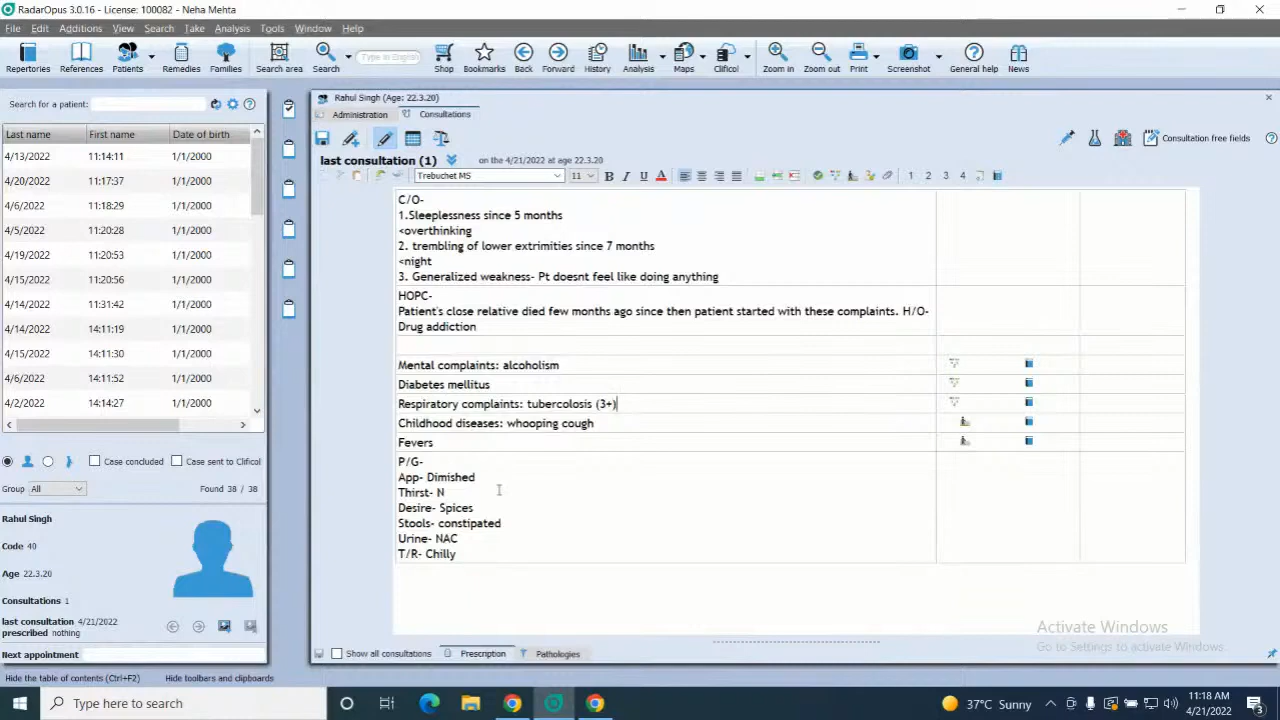 RadarOpus 3.0.16 - License: 100082 - Neha Mehta
File Edit Additions View Search Take Analysis Tools Window Help
Type in English
Repertories References Patients Remedies Families Search area Search Shop Bookmarks Back Forward History Analysis Maps Clificol Zoom in Zoom out Print Screenshot General help News
Search for a patient:
Last name First name Date of birth
4/13/2022 11:14:11 1/1/2000
4/20/2022 11:17:37 1/1/2000
4/6/2022 11:18:29 1/1/2000
4/5/2022 11:20:28 1/1/2000
4/19/2022 11:20:53 1/1/2000
4/15/2022 11:20:56 1/1/2000
4/14/2022 11:31:42 1/1/2000
4/14/2022 14:11:19 1/1/2000
4/15/2022 14:11:30 1/1/2000
4/6/2022 14:11:52 1/1/2000
4/2/2022 14:14:27 1/1/2000
Case concluded Case sent to Clificol
Group All Found 38 / 38
Rahul Singh
Code 40
Age 22.3.20
Consultations 1
last consultation 4/21/2022
prescribed nothing
Next appointment
Rahul Singh (Age: 22.3.20)
Administration Consultations
Consultation free fields
last consultation (1) on the 4/21/2022 at age 22.3.20
Trebuchet MS 11 B I U A 1 2 3 4
C/O-
1.Sleeplessness since 5 months
<overthinking
2. trembling of lower extrimities since 7 months
<night
3. Generalized weakness- Pt doesnt feel like doing anything
HOPC-
Patient's close relative died few months ago since then patient started with these complaints. H/O-
Drug addiction
Mental complaints: alcoholism
Diabetes mellitus
Respiratory complaints: tubercolosis (3+)
Childhood diseases: whooping cough
Fevers
P/G-
App- Dimished
Thirst- N
Desire- Spices
Stools- constipated
Urine- NAC
T/R- Chilly
Activate Windows
Go to Settings to activate Windows.
Show all consultations Prescription Pathologies
Hide the table of contents (Ctrl+F2) Hide toolbars and clipboards
Type here to search
37°C Sunny
11:18 AM
4/21/2022
3